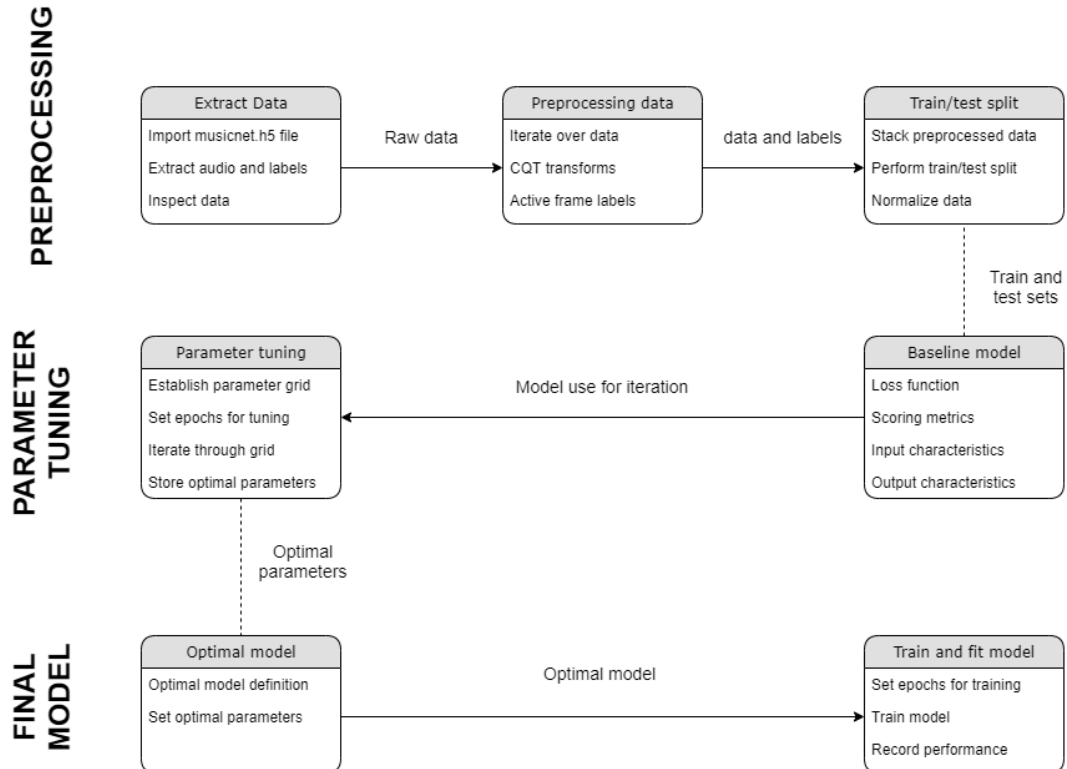 PREPROCESSING
Extract Data
Import musicnet.h5 file
Extract audio and labels
Inspect data
Raw data
Preprocessing data
Iterate over data
CQT transforms
Active frame labels
data and labels
Train/test split
Stack preprocessed data
Perform train/test split
Normalize data
Train and
test sets
PARAMETER
TUNING
Parameter tuning
Establish parameter grid
Set epochs for tuning
Iterate through grid
Store optimal parameters
Model use for iteration
Baseline model
Loss function
Scoring metrics
Input characteristics
Output characteristics
Optimal
parameters
FINAL
MODEL
Optimal model
Optimal model definition
Set optimal parameters
Optimal model
Train and fit model
Set epochs for training
Train model
Record performance